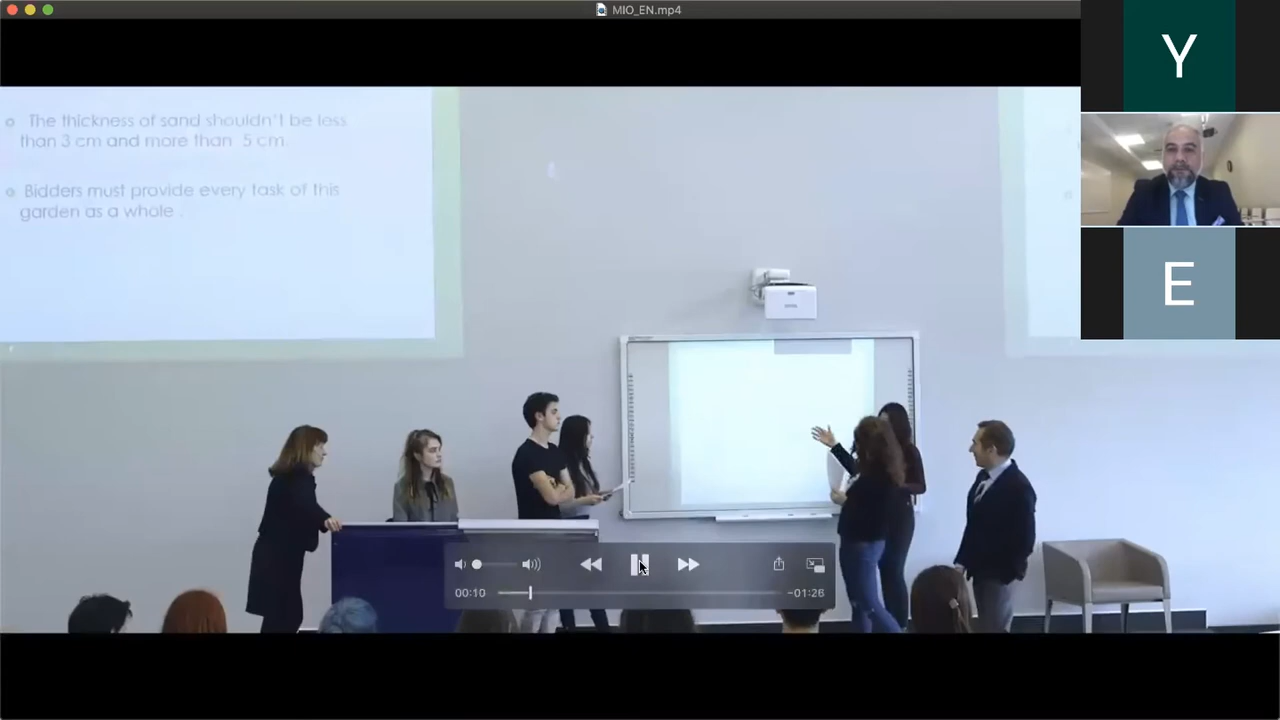 MIO_EN.mp4
Y
The thickness of sand shouldn't be less
than 3 cm and more than 5 cm
Bidders must provide every task of this
garden as a whole .
E
00:10
-01:26